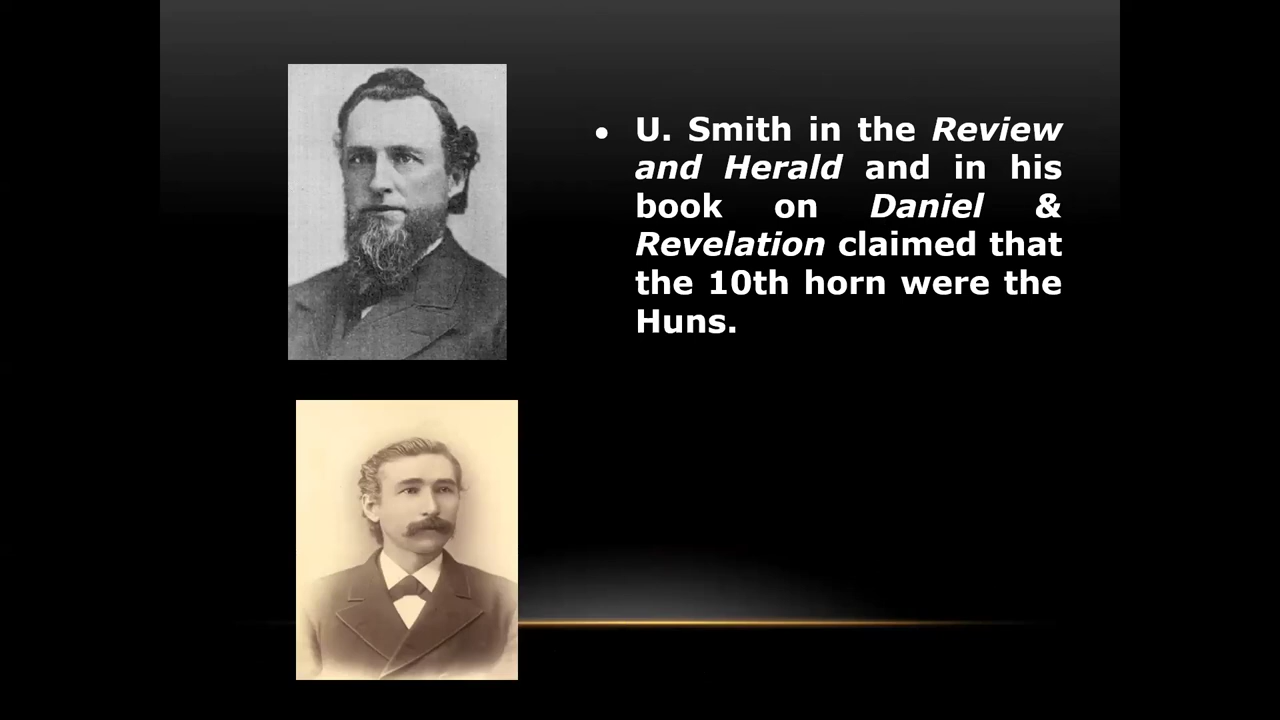 • U. Smith in the Review
and Herald and in his
book on Daniel &
Revelation claimed that
the 10th horn were the
Huns.